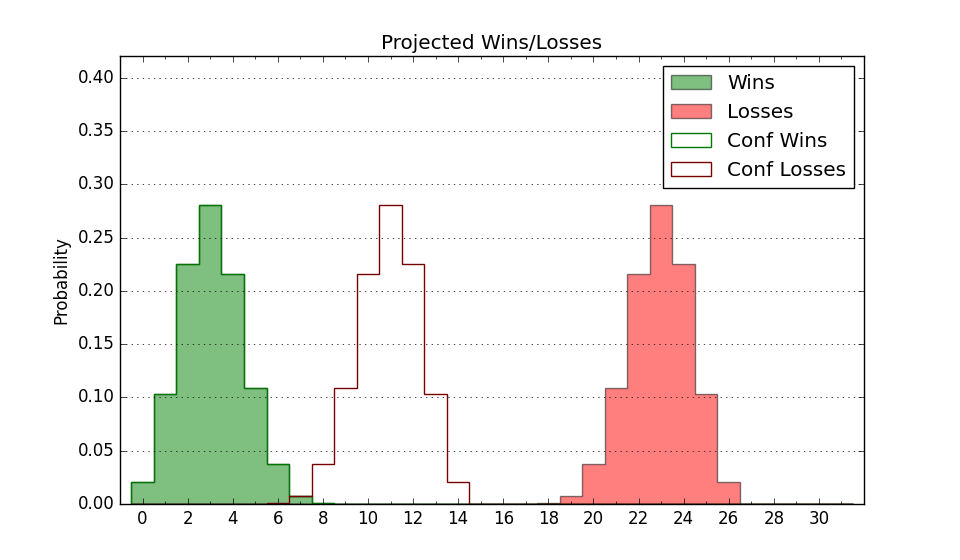 Projected Wins/Losses
Wins
Losses
Conf Wins
Conf Losses
Probability
0.40
0.35
0.30
0.25
0.20
0.15
0.10
0.05
0.00
0 2 4 6 8 10 12 14 16 18 20 22 24 26 28 30